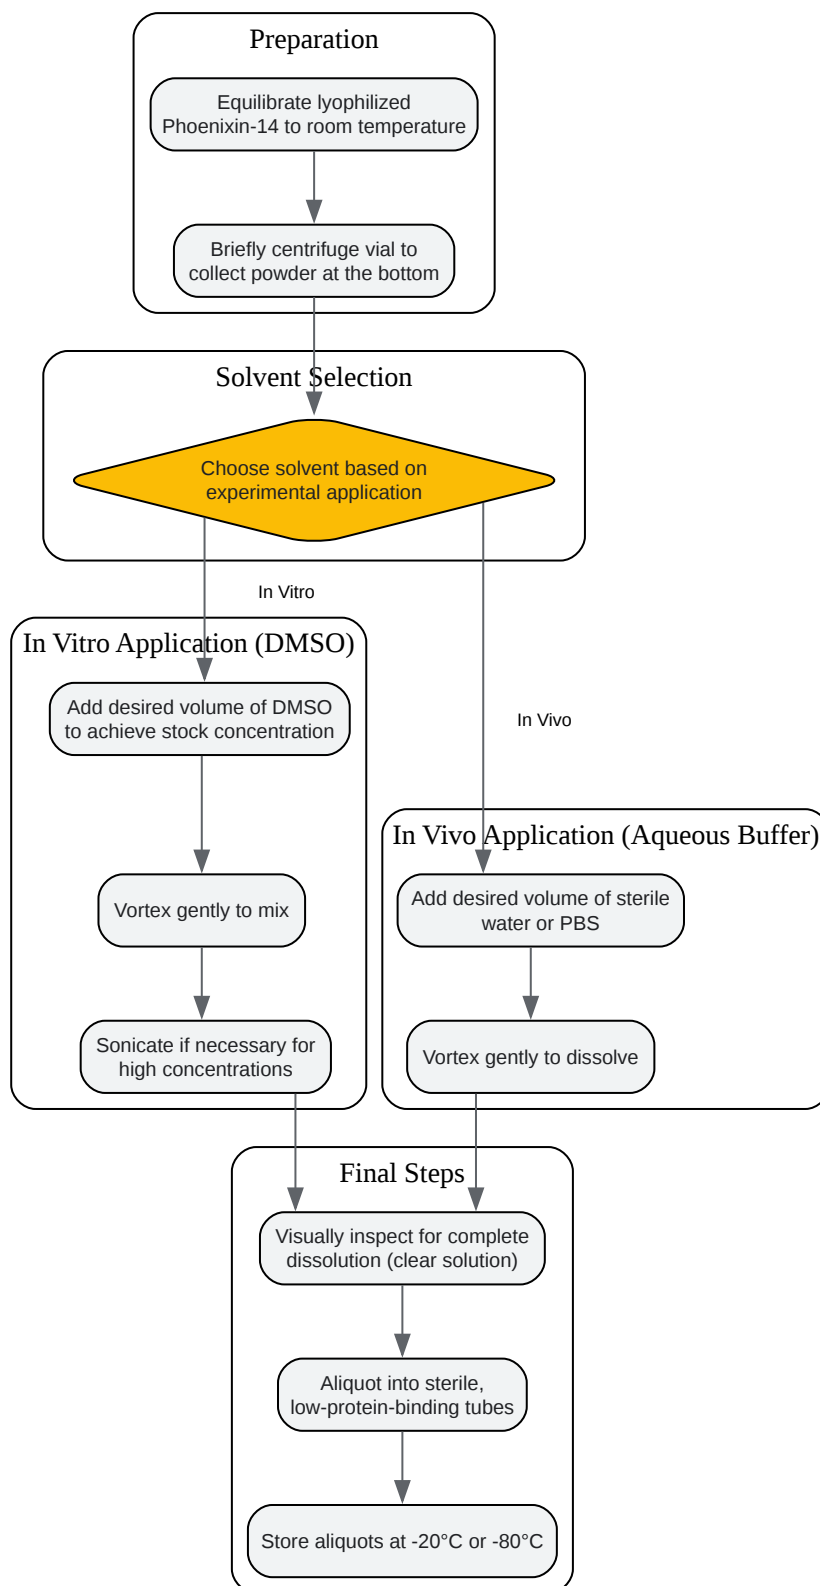 Preparation
Equilibrate lyophilized
Phoenixin-14 to room temperature
Briefly centrifuge vial to
collect powder at the bottom
Solvent Selection
Choose solvent based on
experimental application
In Vitro
In Vitro Application (DMSO)
Add desired volume of DMSO
to achieve stock concentration
Vortex gently to mix
Sonicate if necessary for
high concentrations
In Vivo
In Vivo Application (Aqueous Buffer)
Add desired volume of sterile
water or PBS
Vortex gently to dissolve
Final Steps
Visually inspect for complete
dissolution (clear solution)
Aliquot into sterile,
low-protein-binding tubes
Store aliquots at -20°C or -80°C